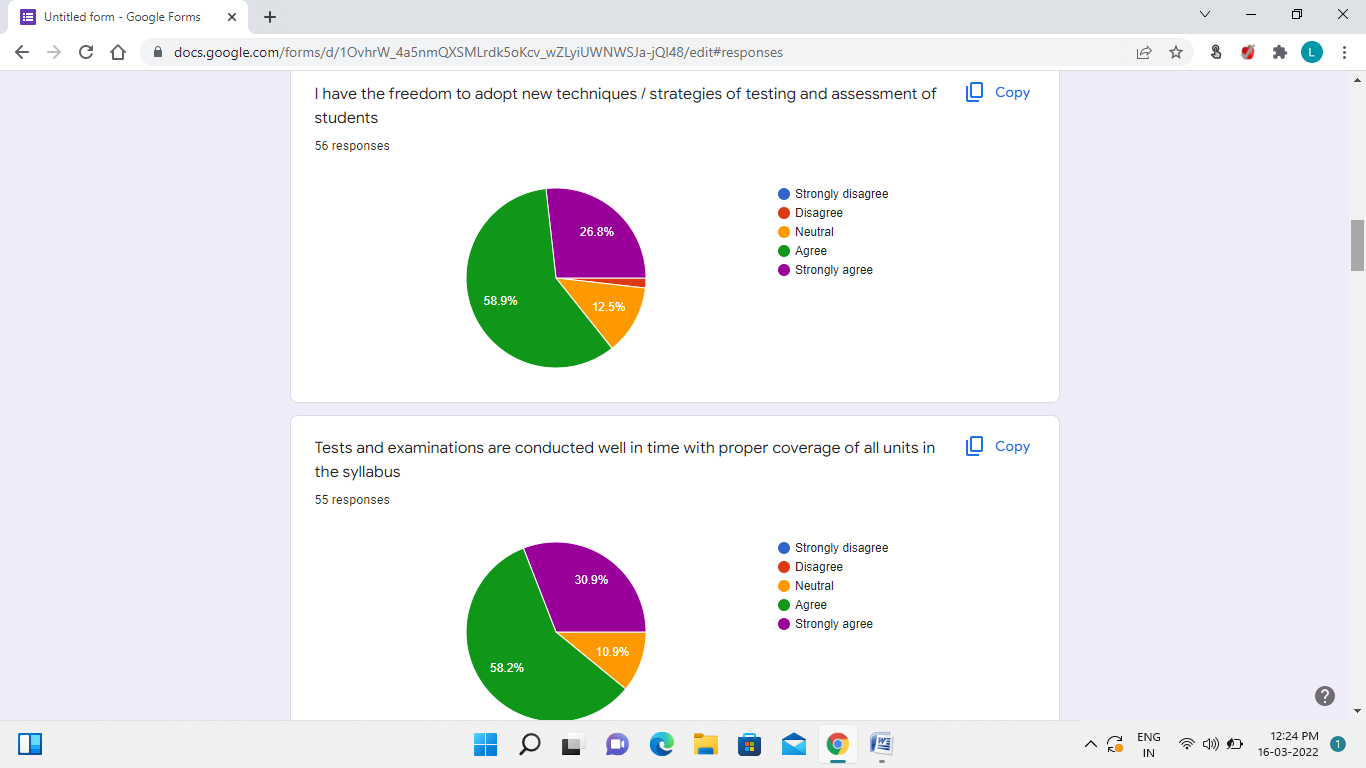 Untitled form - Google Forms
docs.google.com/forms/d/1OvhrW_4a5nmQXSMLrdk5oKcv_wZLyiUWNWSJa-jQl48/edit#responses
L
I have the freedom to adopt new techniques / strategies of testing and assessment of
students
Copy
56 responses
Strongly disagree
Disagree
Neutral
Agree
Strongly agree
26.8%
58.9%
12.5%
Tests and examinations are conducted well in time with proper coverage of all units in
the syllabus
Copy
55 responses
Strongly disagree
Disagree
Neutral
Agree
Strongly agree
30.9%
10.9%
58.2%
ENG
IN
12:24 PM
16-03-2022
1